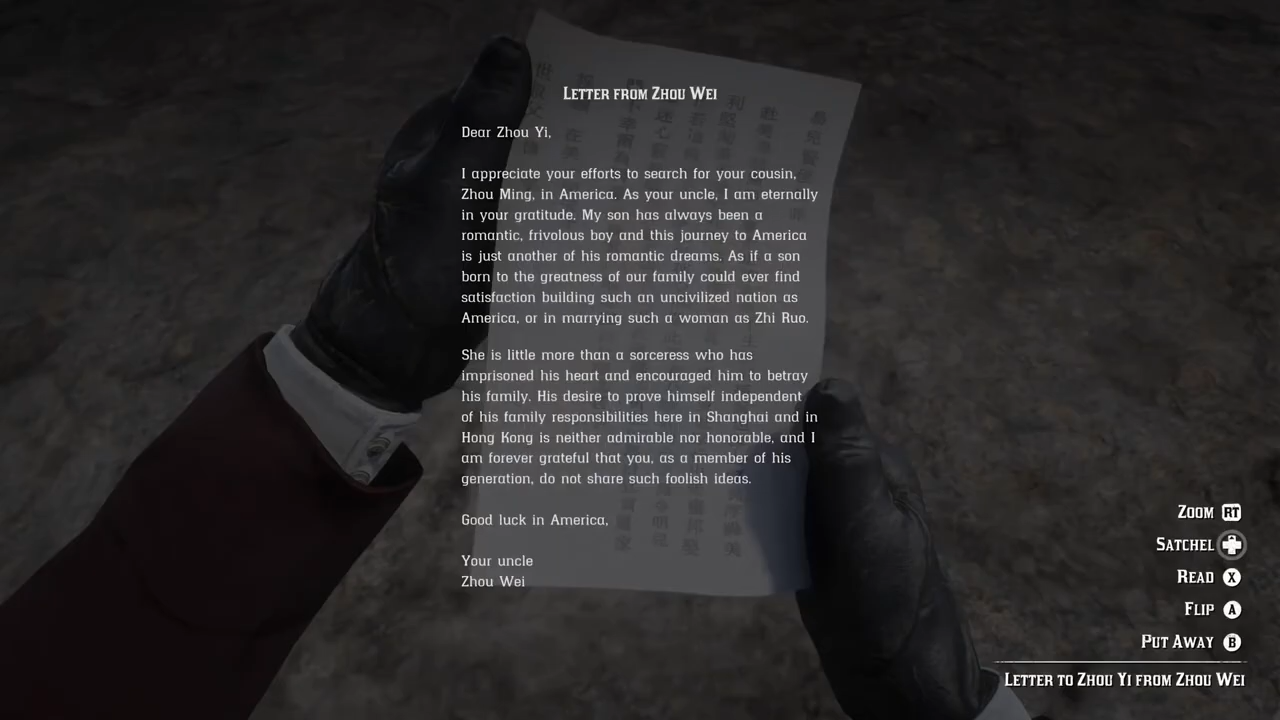 Letter from Zhou Wei
Dear Zhou Yi,
I appreciate your efforts to search for your cousin,
Zhou Ming, in America. As your uncle, I am eternally
in your gratitude. My son has always been a
romantic, frivolous boy and this journey to America
is just another of his romantic dreams. As if a son
born to the greatness of our family could ever find
satisfaction building such an uncivilized nation as
America, or in marrying such a woman as Zhi Ruo.
She is little more than a sorceress who has
imprisoned his heart and encouraged him to betray
his family. His desire to prove himself independent
of his family responsibilities here in Shanghai and in
Hong Kong is neither admirable nor honorable, and I
am forever grateful that you, as a member of his
generation, do not share such foolish ideas.
Good luck in America,
Your uncle
Zhou Wei
Zoom RT
Satchel
Read X
Flip A
Put Away B
Letter to Zhou Yi from Zhou Wei